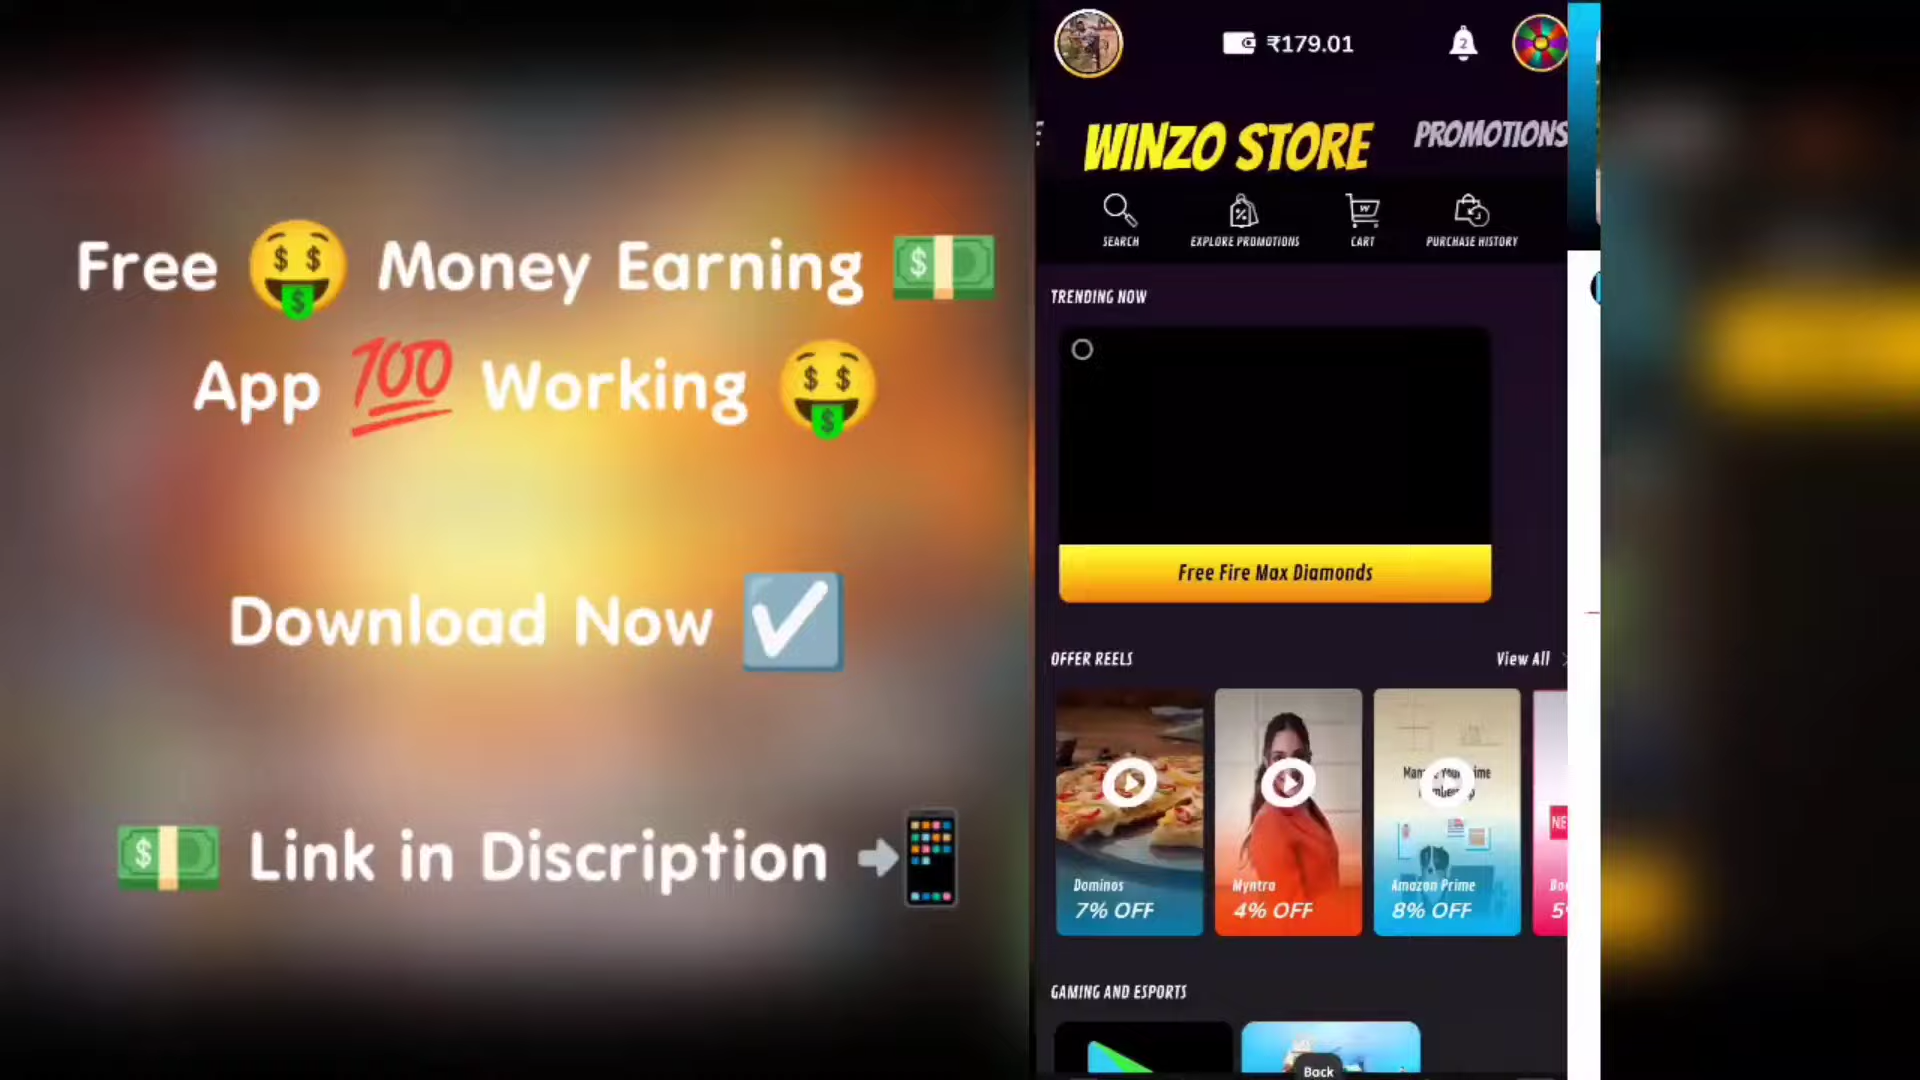 Free 🤑 Money Earning 💵
App 💯 Working 🤑
Download Now ☑️
💵 Link in Discription 📲
₹179.01
2
WINZO STORE
PROMOTIONS
SEARCH
EXPLORE PROMOTIONS
CART
PURCHASE HISTORY
TRENDING NOW
Free Fire Max Diamonds
OFFER REELS
View All
Dominos
7% OFF
Myntra
4% OFF
Amazon Prime
8% OFF
NE
GAMING AND ESPORTS
Back